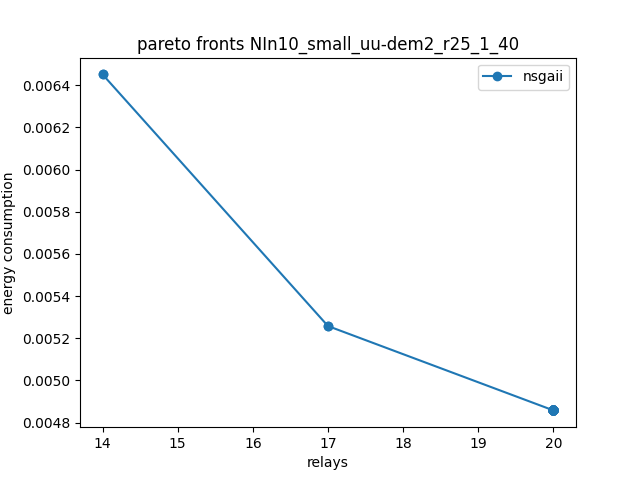 pareto fronts NIn10_small_uu-dem2_r25_1_40
nsgaii
energy consumption
0.0064
0.0062
0.0060
0.0058
0.0056
0.0054
0.0052
0.0050
0.0048
14 15 16 17 18 19 20
relays